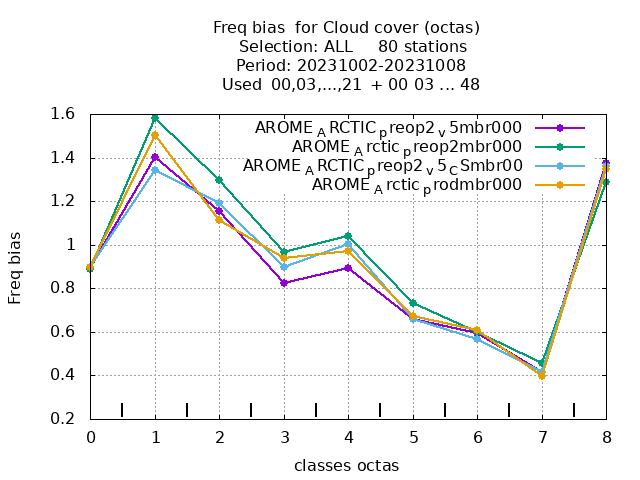 Freq bias  for Cloud cover (octas)
Selection: ALL     80 stations
Period: 20231002-20231008
Used  00,03,...,21  + 00 03 ... 48
1.6
1.4
1.2
1
0.8
0.6
0.4
0.2
Freq bias
AROME_ARCTIC_preop2_v5mbr000
AROME_Arctic_preop2mbr000
AROME_ARCTIC_preop2_v5_CSmbr00
AROME_Arctic_prodmbr000
0 1 2 3 4 5 6 7 8
classes octas